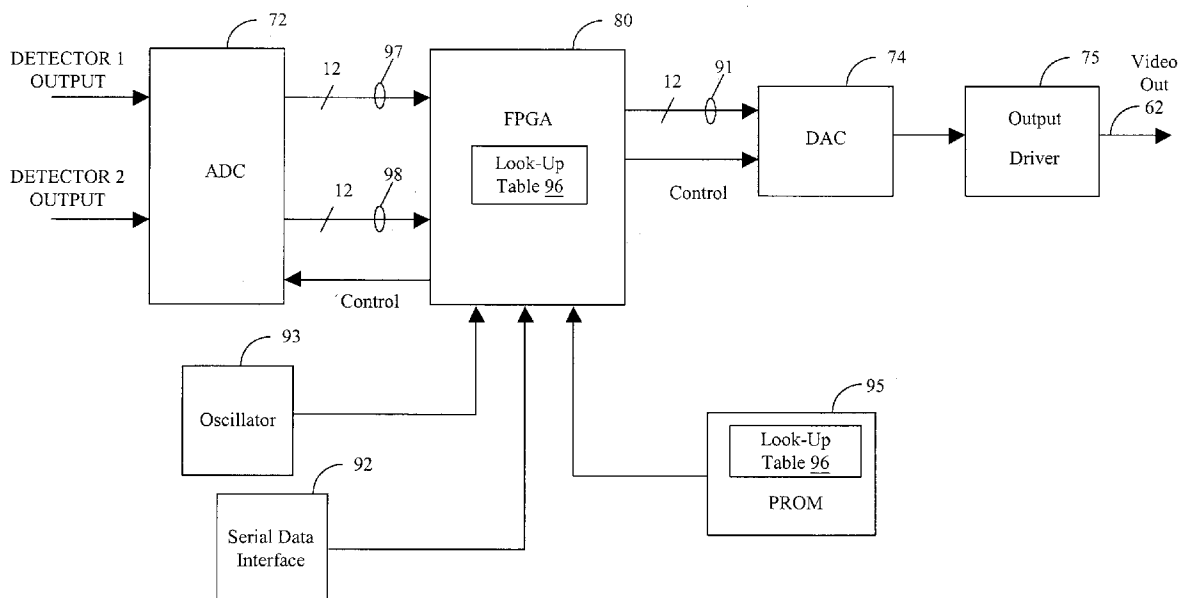 72
80
DETECTOR 1
OUTPUT
12
97
12
91
74
75
Video
Out
62
ADC
FPGA
Look-Up
Table 96
DAC
Output
Driver
DETECTOR 2
OUTPUT
12
98
Control
Control
93
Oscillator
95
Look-Up
Table 96
PROM
92
Serial Data
Interface